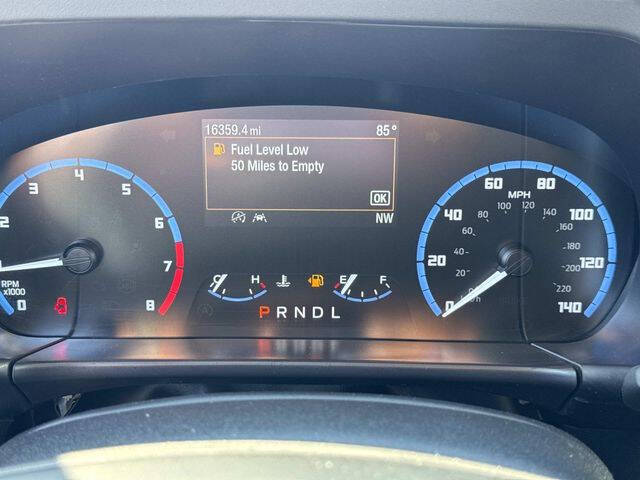 16359.4 mi 85°
Fuel Level Low
50 Miles to Empty
OK
NW
2 3 4 5 6 7 8
RPM
x1000
0
C H
E F
P R N D L
MPH
0 20 40 60 80 100 120 140
20 40 60 80 100 120 140 160 180 200 220